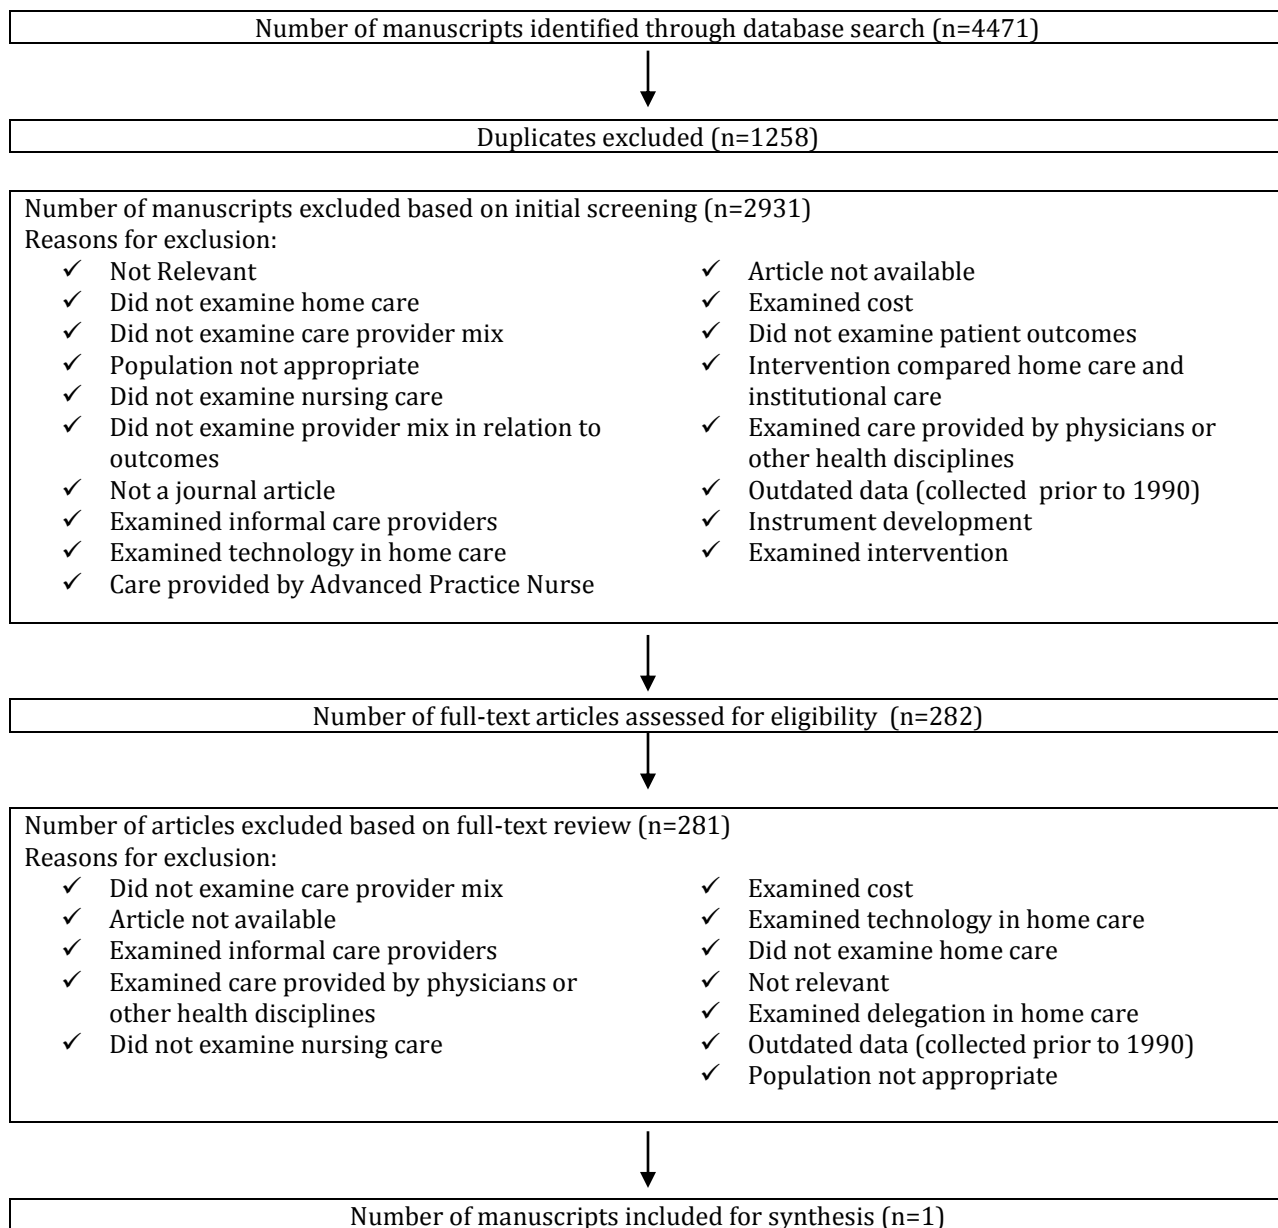 Number of manuscripts identified through database search (n=4471)
Duplicates excluded (n=1258)
Number of manuscripts excluded based on initial screening (n=2931)
Reasons for exclusion:
✓ Not Relevant
✓ Did not examine home care
✓ Did not examine care provider mix
✓ Population not appropriate
✓ Did not examine nursing care
✓ Did not examine provider mix in relation to
outcomes
✓ Not a journal article
✓ Examined informal care providers
✓ Examined technology in home care
✓ Care provided by Advanced Practice Nurse
✓ Article not available
✓ Examined cost
✓ Did not examine patient outcomes
✓ Intervention compared home care and
institutional care
✓ Examined care provided by physicians or
other health disciplines
✓ Outdated data (collected prior to 1990)
✓ Instrument development
✓ Examined intervention
Number of full-text articles assessed for eligibility (n=282)
Number of articles excluded based on full-text review (n=281)
Reasons for exclusion:
✓ Did not examine care provider mix
✓ Article not available
✓ Examined informal care providers
✓ Examined care provided by physicians or
other health disciplines
✓ Did not examine nursing care
✓ Examined cost
✓ Examined technology in home care
✓ Did not examine home care
✓ Not relevant
✓ Examined delegation in home care
✓ Outdated data (collected prior to 1990)
✓ Population not appropriate
Number of manuscripts included for synthesis (n=1)